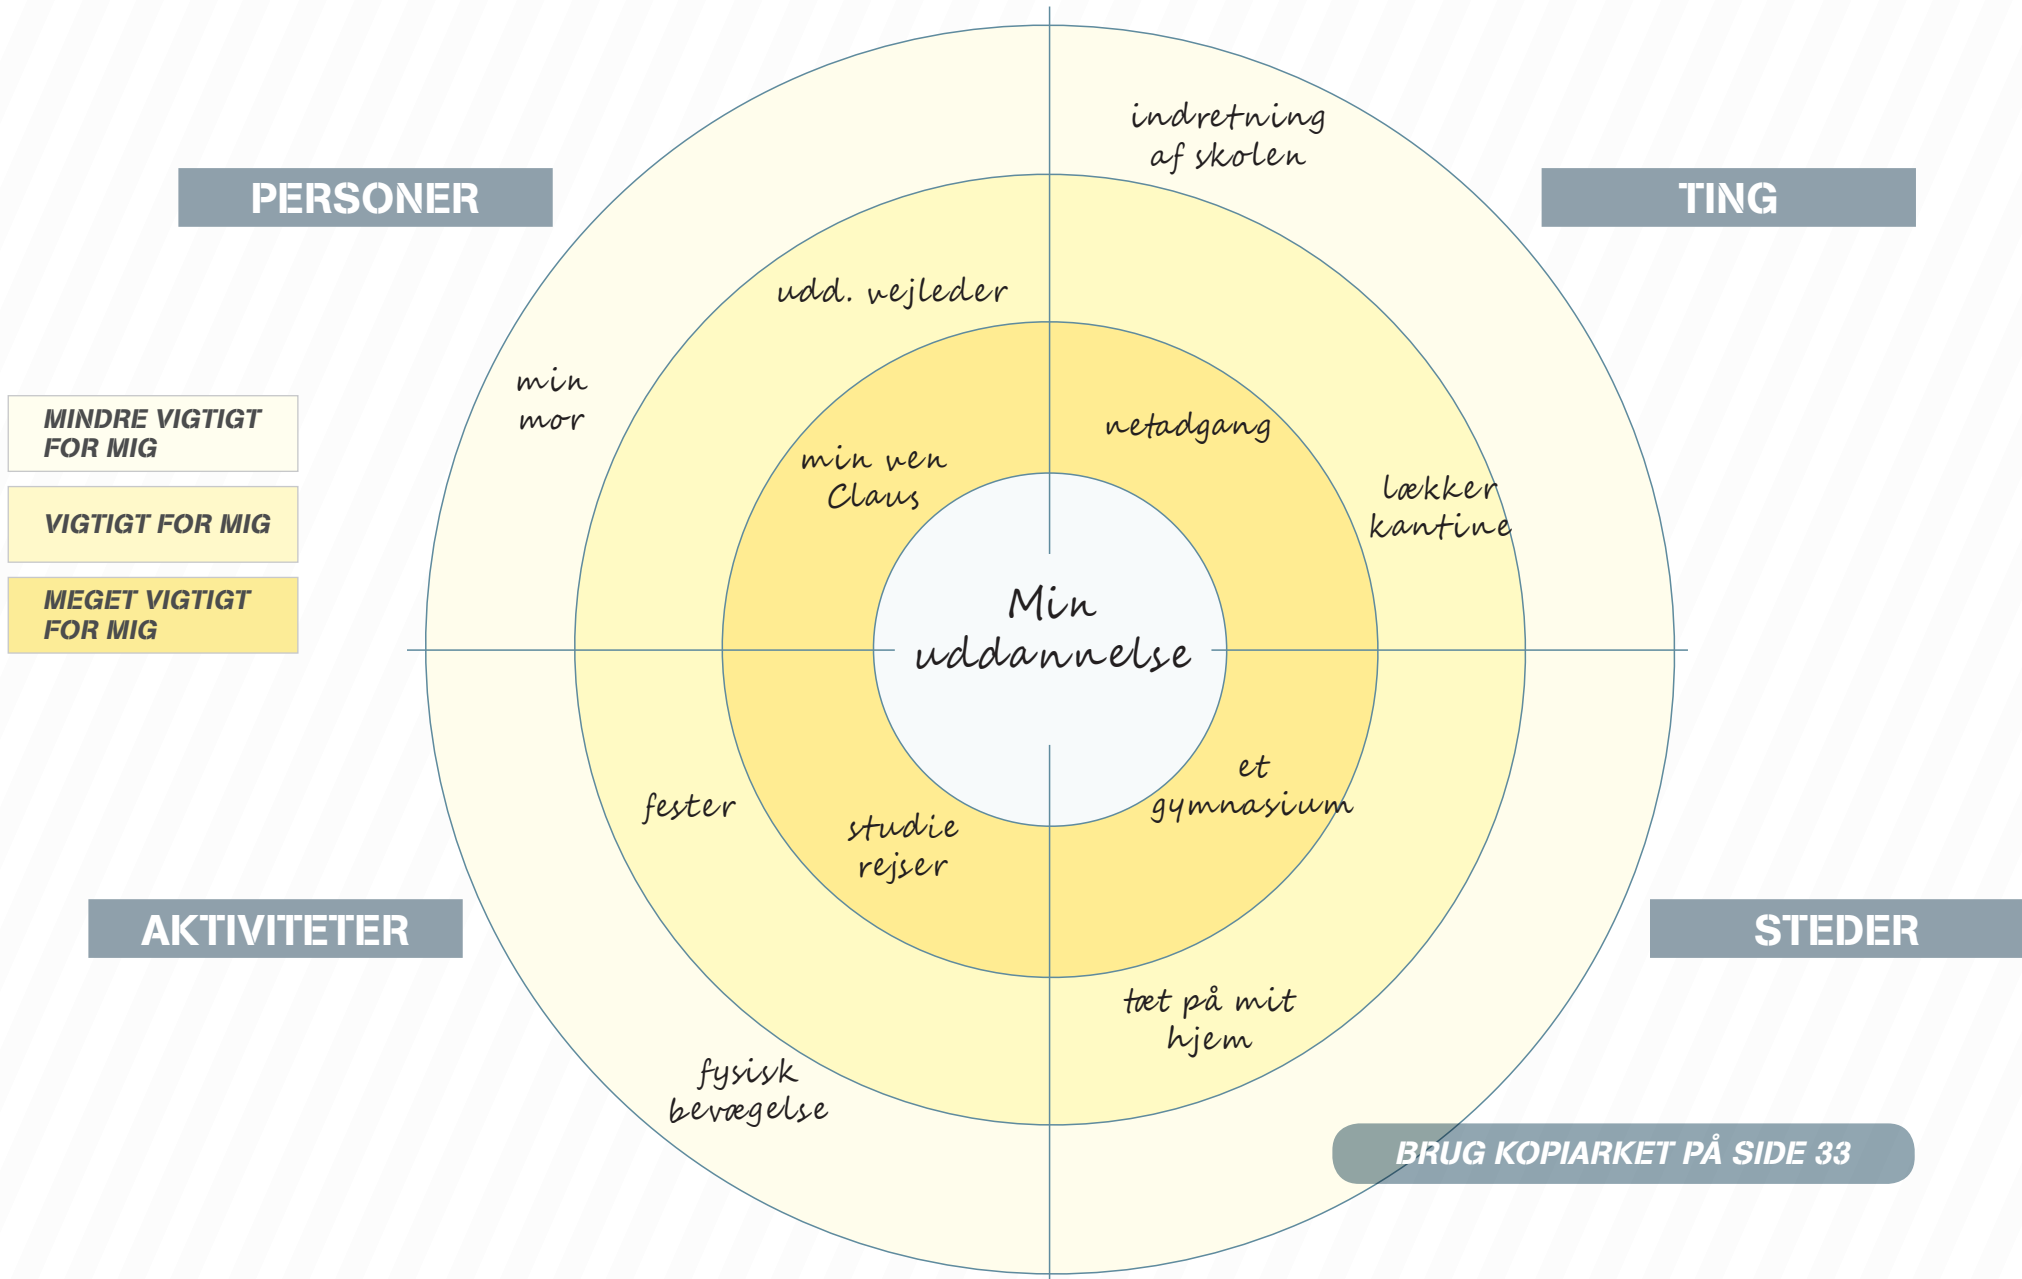 PERSONER
TING
indretning
af skolen
udd. vejleder
min
mor
MINDRE VIGTIGT
FOR MIG
VIGTIGT FOR MIG
MEGET VIGTIGT
FOR MIG
min ven
Claus
netadgang
lækker
kantine
Min
uddannelse
fester
studie
rejser
et
gymnasium
AKTIVITETER
STEDER
tæt på mit
hjem
fysisk
bevægelse
BRUG KOPIARKET PÅ SIDE 33